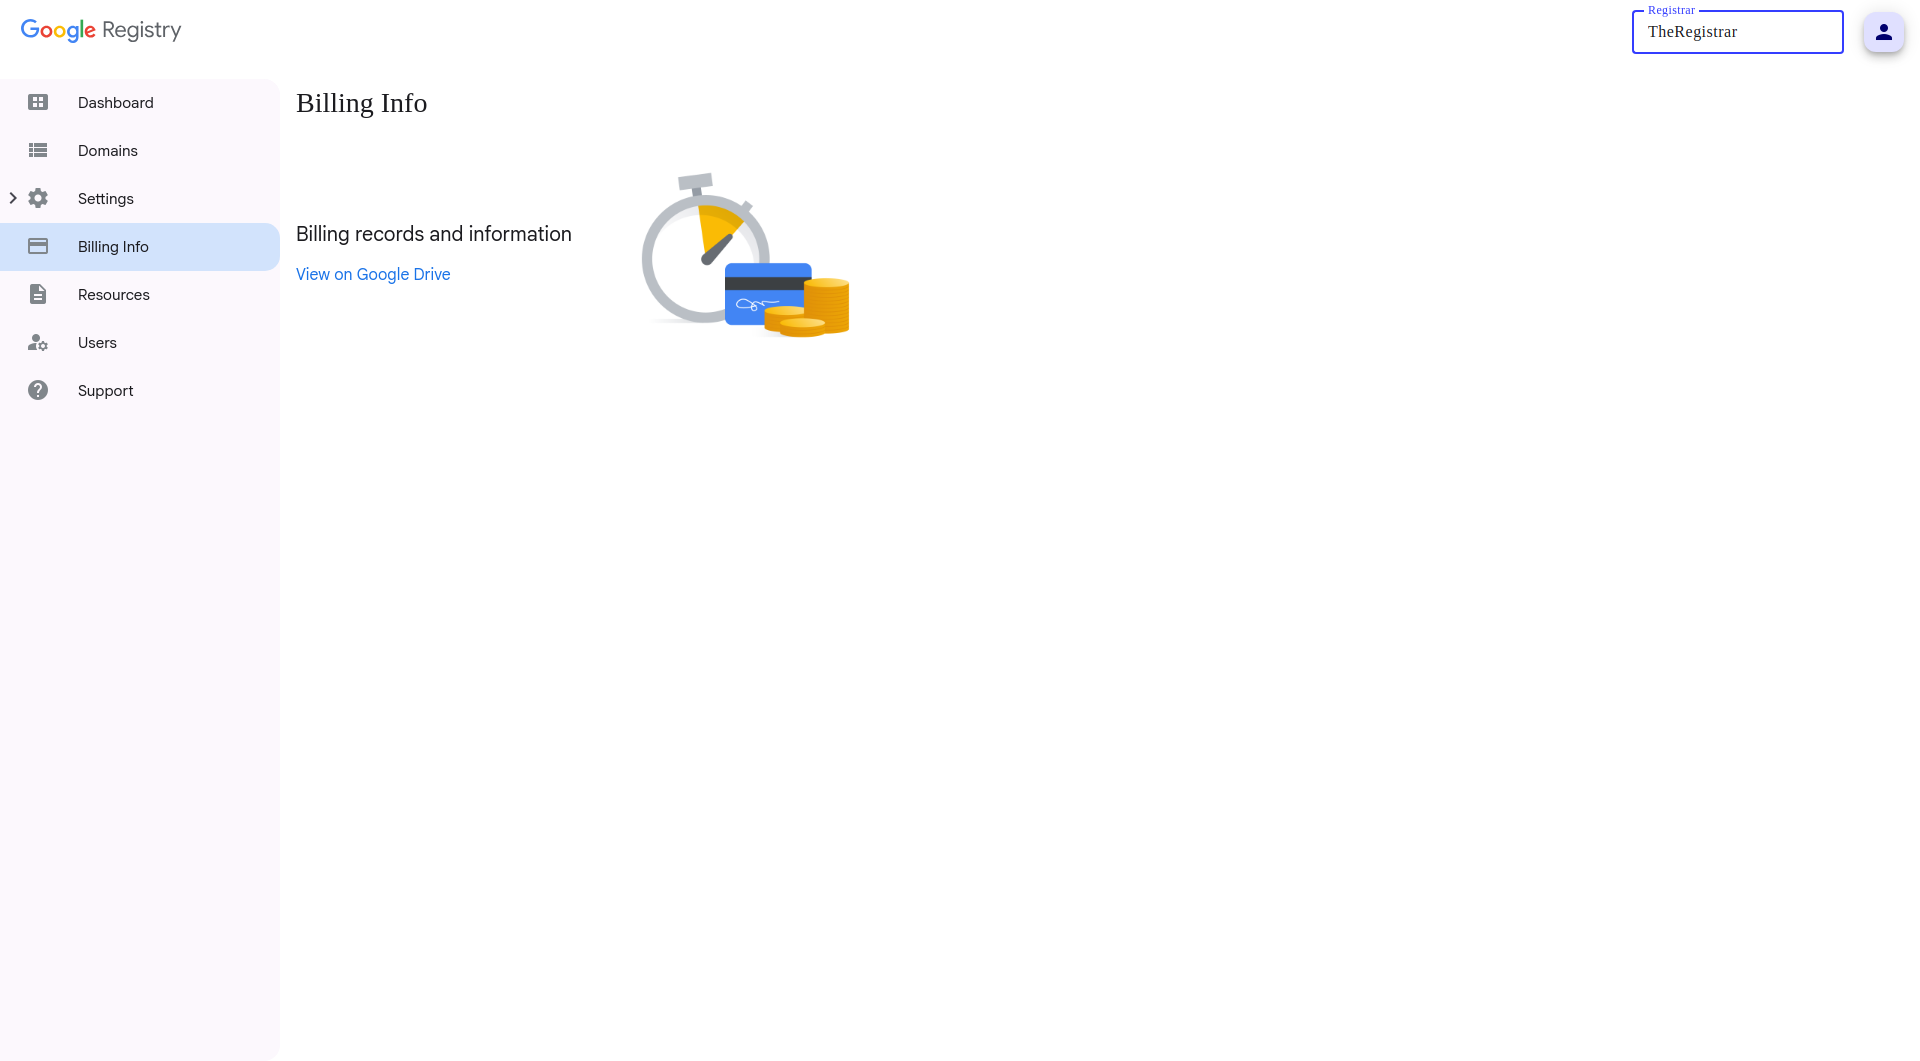 Google Registry
Registrar
TheRegistrar
Dashboard
Domains
Settings
Billing Info
Resources
Users
Support
Billing Info
Billing records and information
View on Google Drive